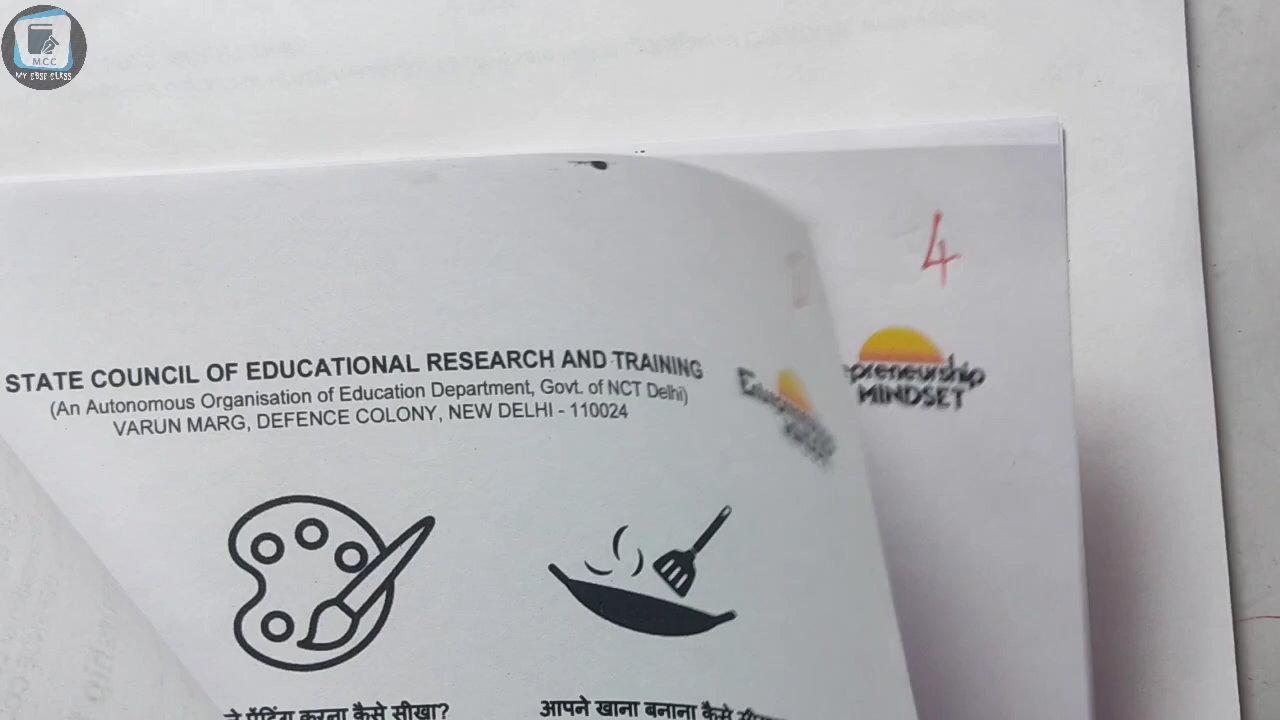 MCC
MY CBSE CLASS
4
preneurship
MINDSET
STATE COUNCIL OF EDUCATIONAL RESEARCH AND TRAINING
(An Autonomous Organisation of Education Department, Govt. of NCT Delhi)
VARUN MARG, DEFENCE COLONY, NEW DELHI - 110024
ने पेंटिंग करना कैसे सीखा?
आपने खाना बनाना कैसे